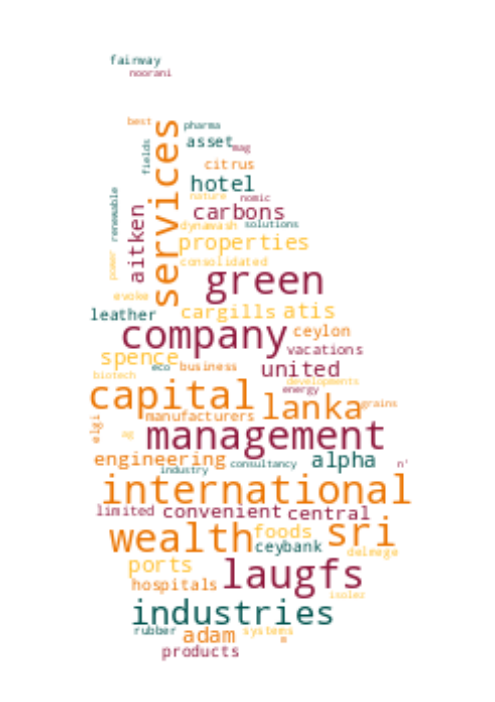 fairway
noorani
best
pharma
services
fields
asset
mag
citrus
hotel
nature
nomic
renewable
aitken
carbons
dynawash
solutions
properties
power
consolidated
green
evoke
leather
cargills
atis
company
ceylon
vacations
spence
eco
business
united
biotech
developments
energy
capital
lanka
grains
manufacturers
elgi
ag
management
engineering
industry
consultancy
alpha
n'
international
limited
convenient
central
wealth
foods
sri
ceybank
delmege
ports
laugfs
hospitals
isolez
industries
rubber
adam
systems
products